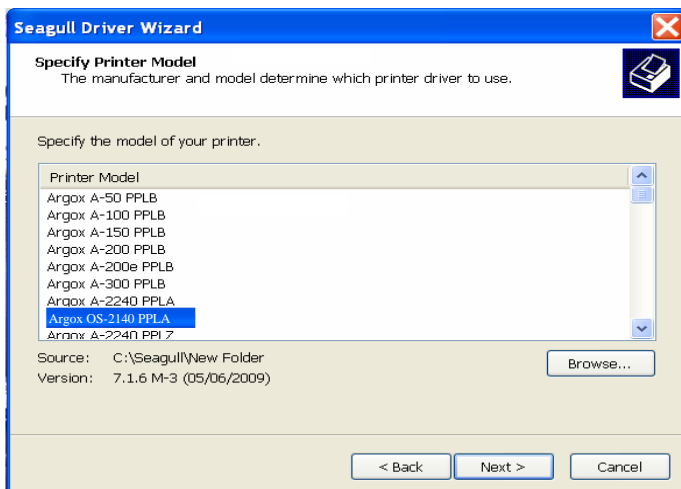 Seagull Driver Wizard
Specify Printer Model
The manufacturer and model determine which printer driver to use.
Specify the model of your printer.
Printer Model
Argox A-50 PPLB
Argox A-100 PPLB
Argox A-150 PPLB
Argox A-200 PPLB
Argox A-200e PPLB
Argox A-300 PPLB
Argox A-2240 PPLA
Argox OS-2140 PPLA
Argox A-2240 PPLZ
Source: C:\Seagull\New Folder
Browse...
Version: 7.1.6 M-3 (05/06/2009)
< Back Next > Cancel